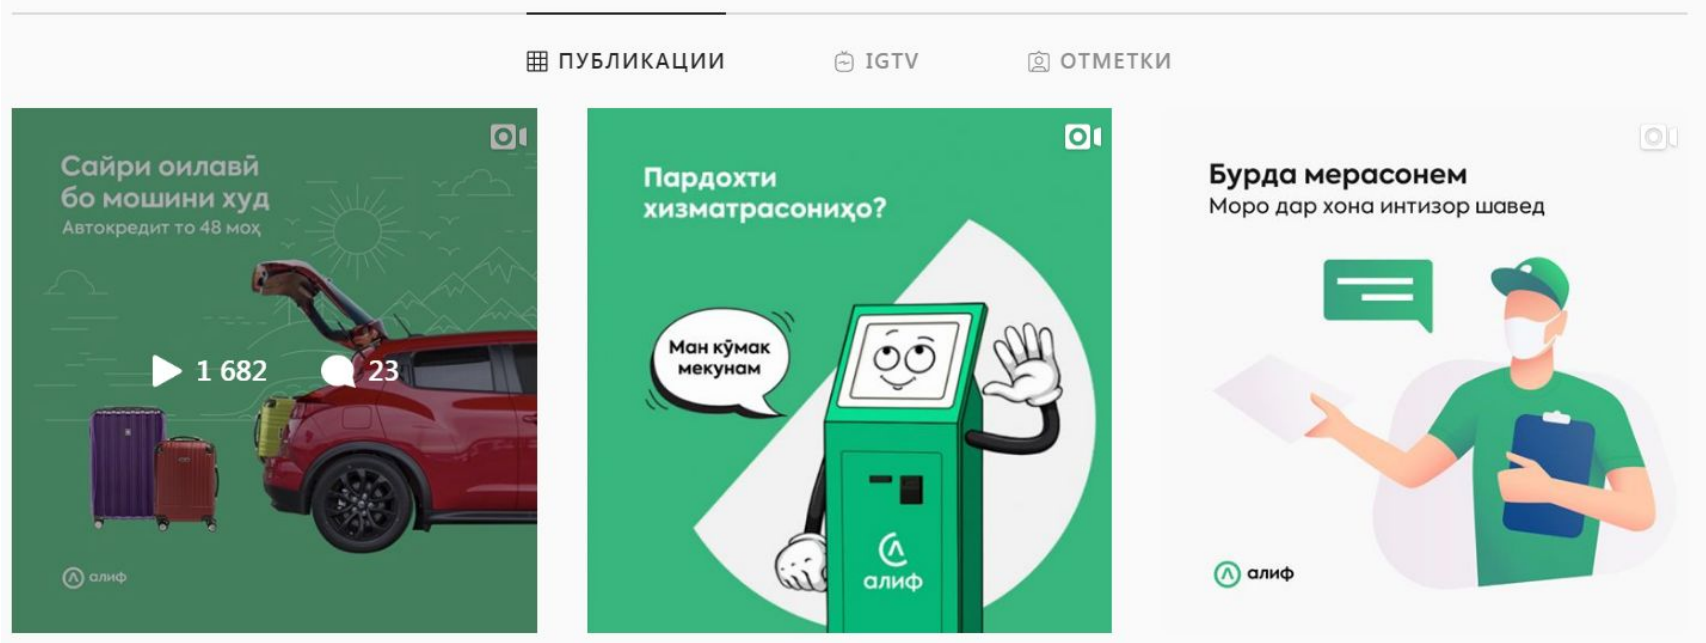 ПУБЛИКАЦИИ
IGTV
ОТМЕТКИ
Сайри оилавӣ
бо мошини худ
Автокредит то 48 моҳ
1 682
23
алиф
Пардохти
хизматрасониҳо?
Ман кӯмак
мекунам
алиф
Бурда мерасонем
Моро дар хона интизор шавед
алиф